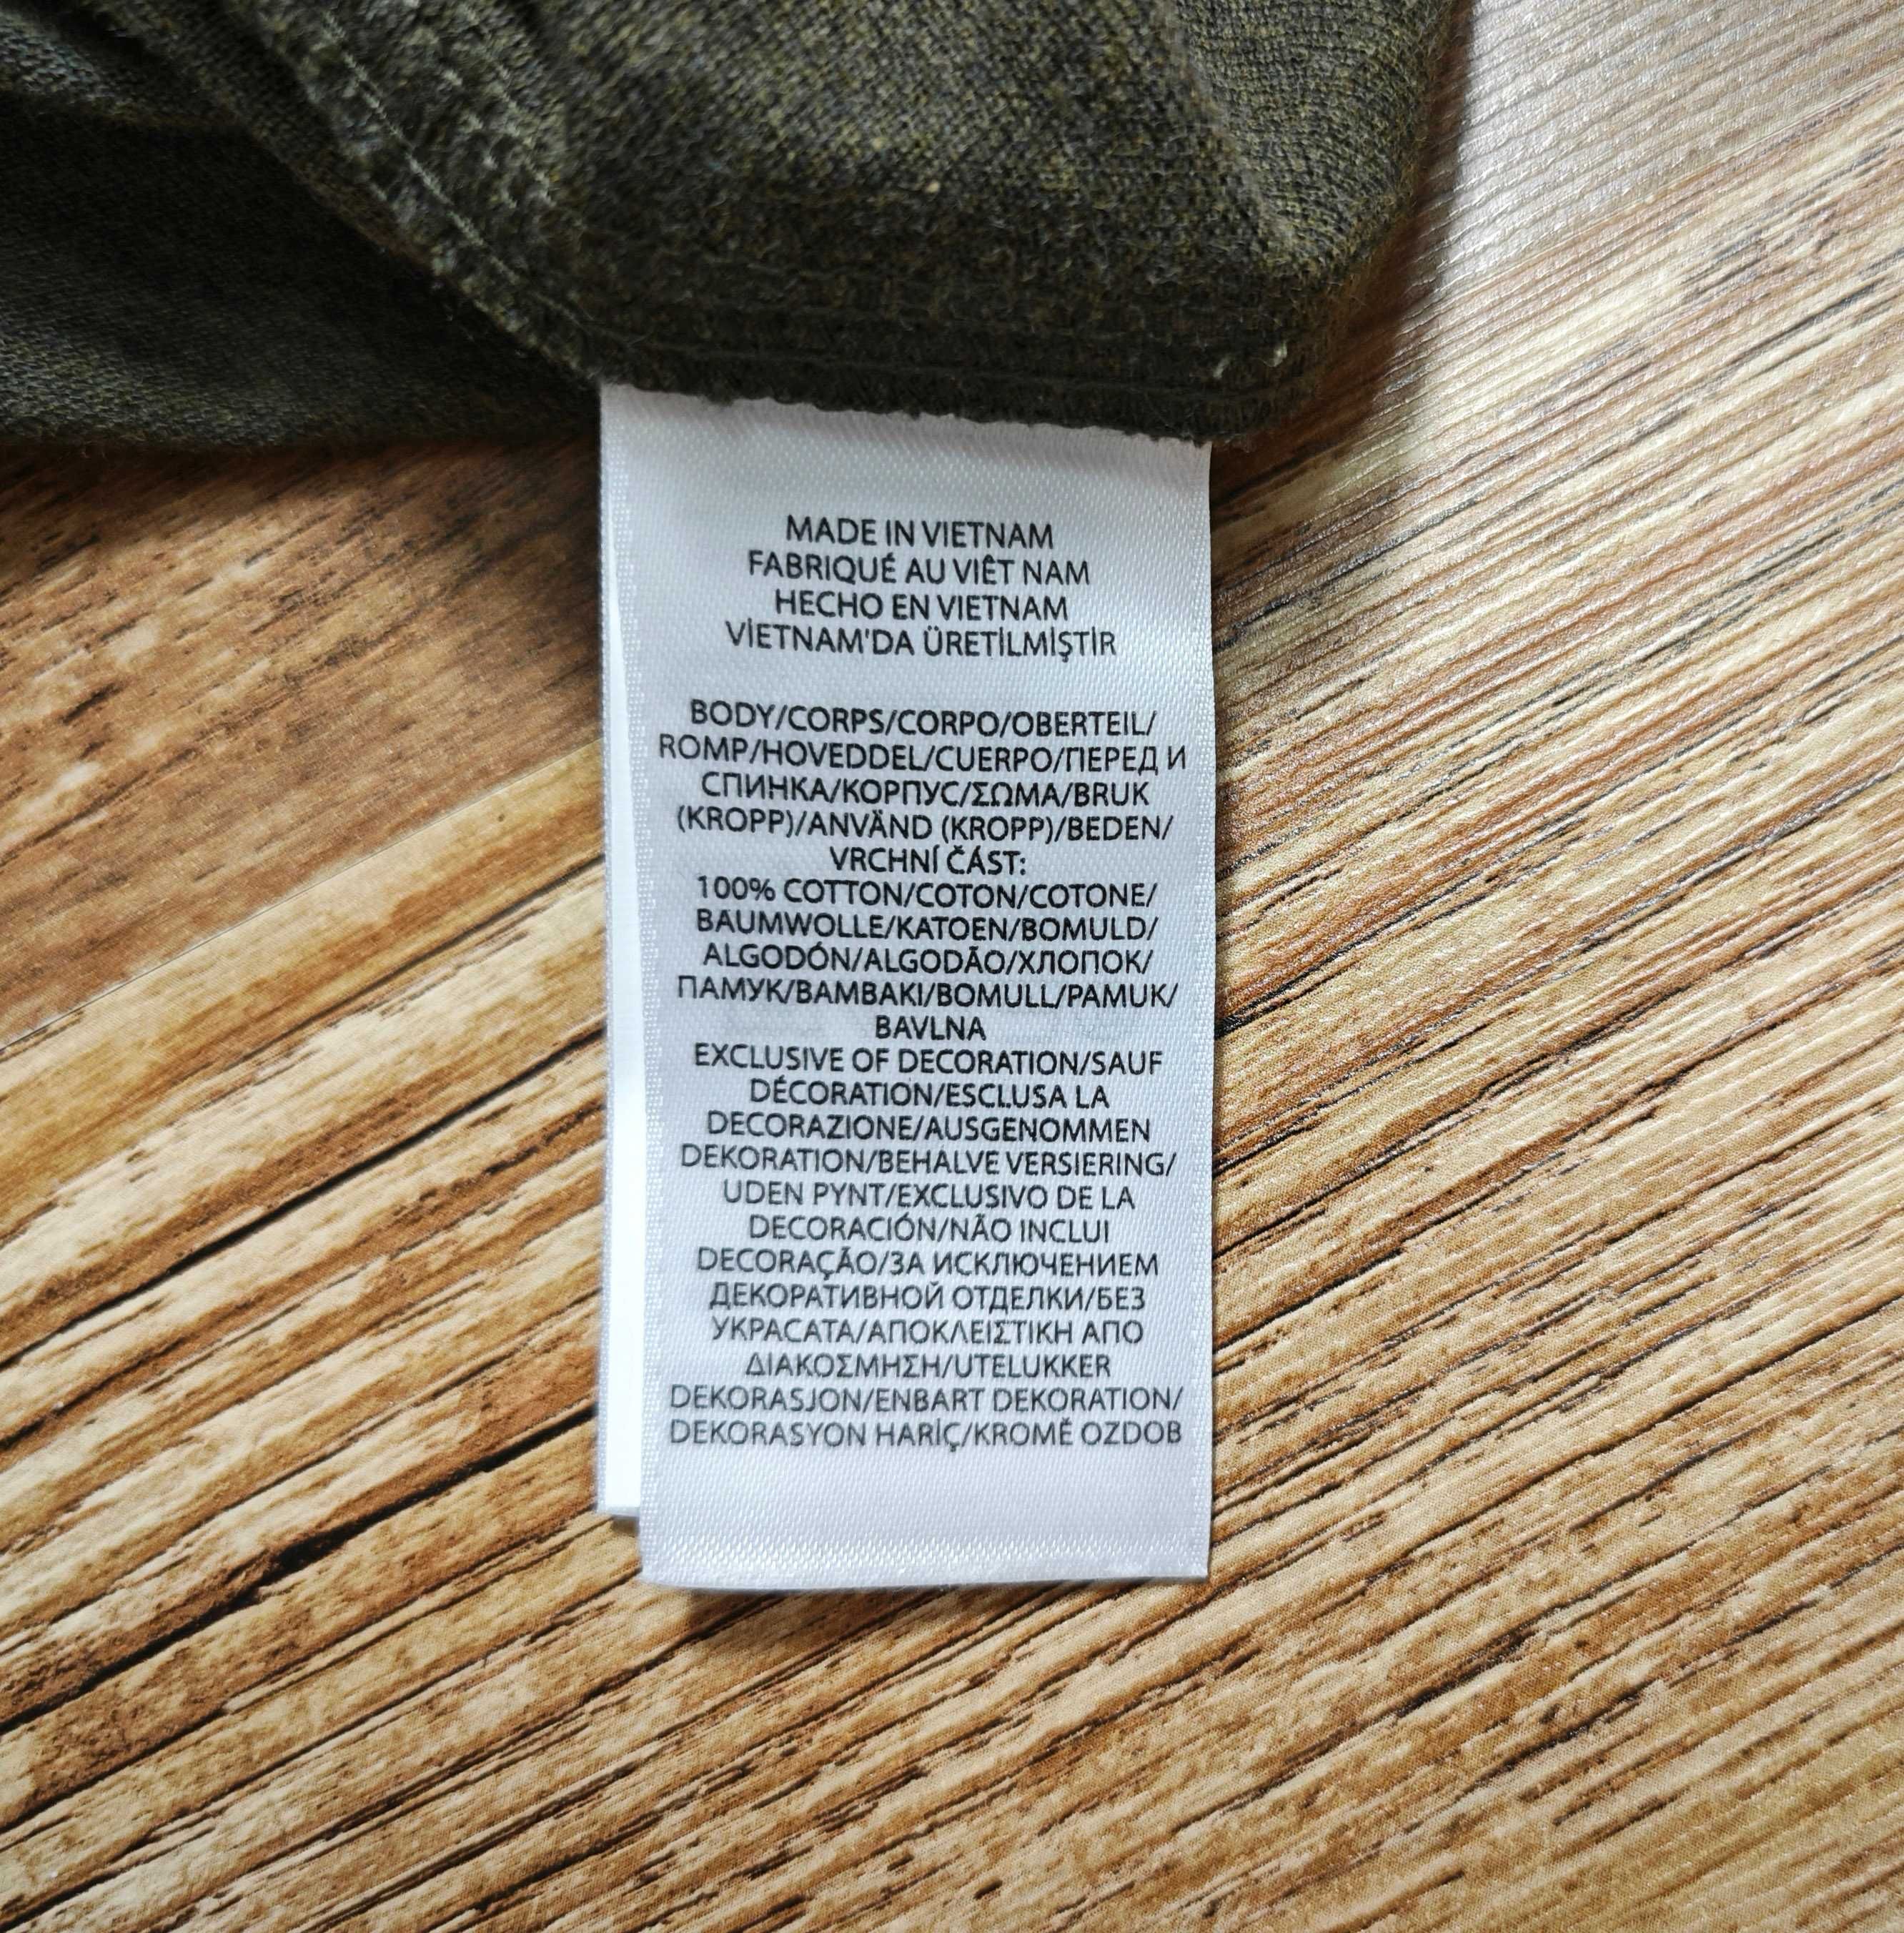 MADE IN VIETNAM
FABRIQUÉ AU VIÊT NAM
HECHO EN VIETNAM
VİETNAM'DA ÜRETİLMİŞTİR
BODY/CORPS/CORPO/OBERTEIL/
ROMP/HOVEDDEL/CUERPO/ПЕРЕД И
СПИНКА/КОРПУС/ΣΩΜΑ/BRUK
(KROPP)/ANVÄND (KROPP)/BEDEN/
VRCHNÍ ČÁST:
100% COTTON/COTON/COTONE/
BAUMWOLLE/KATOEN/BOMULD/
ALGODÓN/ALGODÃO/ХЛОПОК/
ПАМУК/ΒΑΜΒΑΚΙ/BOMULL/PAMUK/
BAVLNA
EXCLUSIVE OF DECORATION/SAUF
DÉCORATION/ESCLUSA LA
DECORAZIONE/AUSGENOMMEN
DEKORATION/BEHALVE VERSIERING/
UDEN PYNT/EXCLUSIVO DE LA
DECORACIÓN/NÃO INCLUI
DECORAÇÃO/ЗА ИСКЛЮЧЕНИЕМ
ДЕКОРАТИВНОЙ ОТДЕЛКИ/БЕЗ
УКРАСАТА/ΑΠΟΚΛΕΙΣΤΙΚΗ ΑΠΟ
ΔΙΑΚΟΣΜΗΣΗ/UTELUKKER
DEKORASJON/ENBART DEKORATION/
DEKORASYON HARİÇ/KROMĚ OZDOB